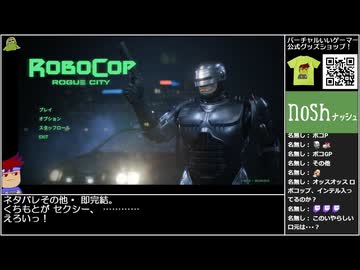 ROBOCOP
ROGUE CITY
プレイ
オプション
スタッフロール
EXIT
ネタバレその他・ 即完結。
くちもとが セクシー、 …………
えろいっ！
バーチャルいいゲーマー
公式グッズショップ！
nosh ナッシュ
名無し： ポコP
名無し：
名無し： ポコGP
名無し： その他
名無し：
名無し： オッスオッス ロボコップ、インテル入ってるのか？
名無し：
名無し： このいやらしい口元は・・・？